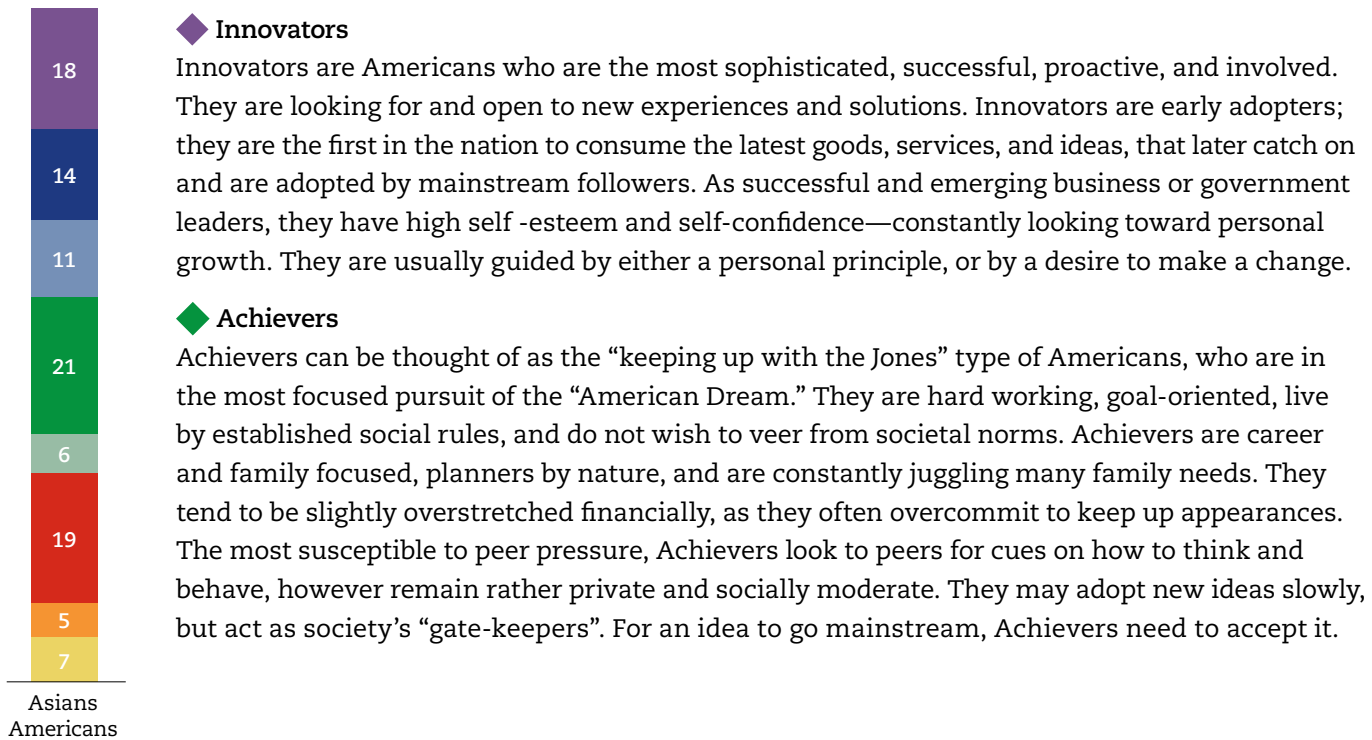 18
14
11
21
6
19
5
7
Asians
Americans
Innovators
Innovators are Americans who are the most sophisticated, successful, proactive, and involved.
They are looking for and open to new experiences and solutions. Innovators are early adopters;
they are the first in the nation to consume the latest goods, services, and ideas, that later catch on
and are adopted by mainstream followers. As successful and emerging business or government
leaders, they have high self -esteem and self-confidence—constantly looking toward personal
growth. They are usually guided by either a personal principle, or by a desire to make a change.
Achievers
Achievers can be thought of as the “keeping up with the Jones” type of Americans, who are in
the most focused pursuit of the “American Dream.” They are hard working, goal-oriented, live
by established social rules, and do not wish to veer from societal norms. Achievers are career
and family focused, planners by nature, and are constantly juggling many family needs. They
tend to be slightly overstretched financially, as they often overcommit to keep up appearances.
The most susceptible to peer pressure, Achievers look to peers for cues on how to think and
behave, however remain rather private and socially moderate. They may adopt new ideas slowly,
but act as society’s “gate-keepers”. For an idea to go mainstream, Achievers need to accept it.